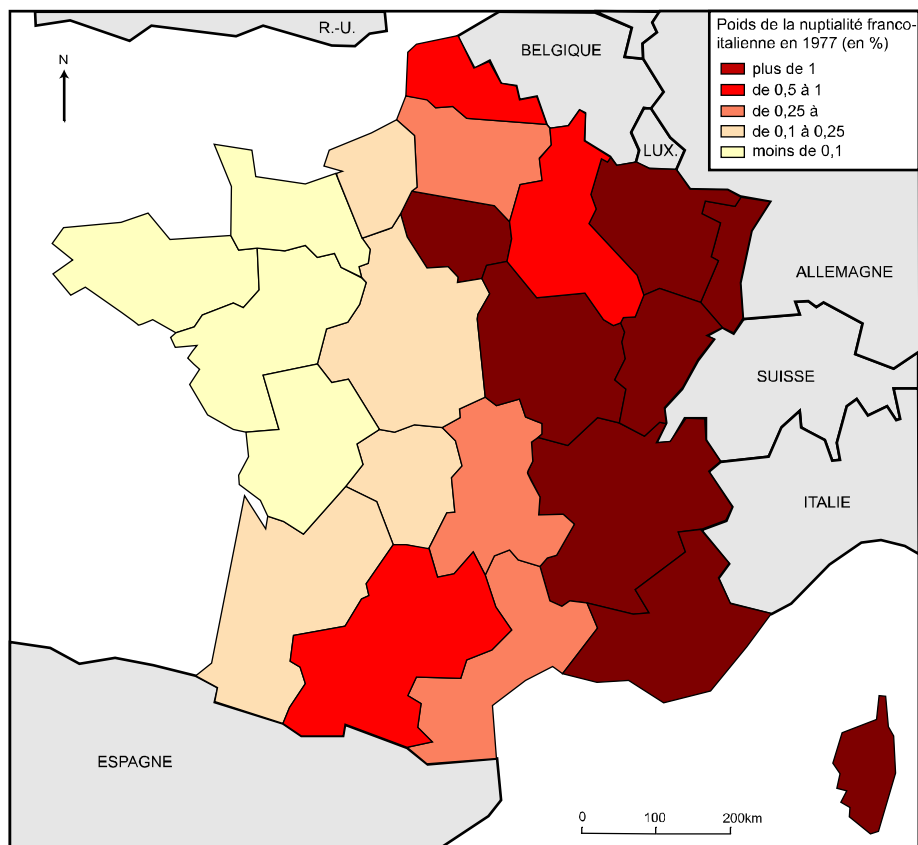 R.-U.
BELGIQUE
Poids de la nuptialité franco-
italienne en 1977 (en %)
plus de 1
de 0,5 à 1
de 0,25 à
de 0,1 à 0,25
moins de 0,1
N
LUX.
ALLEMAGNE
SUISSE
ITALIE
ESPAGNE
0 100 200km